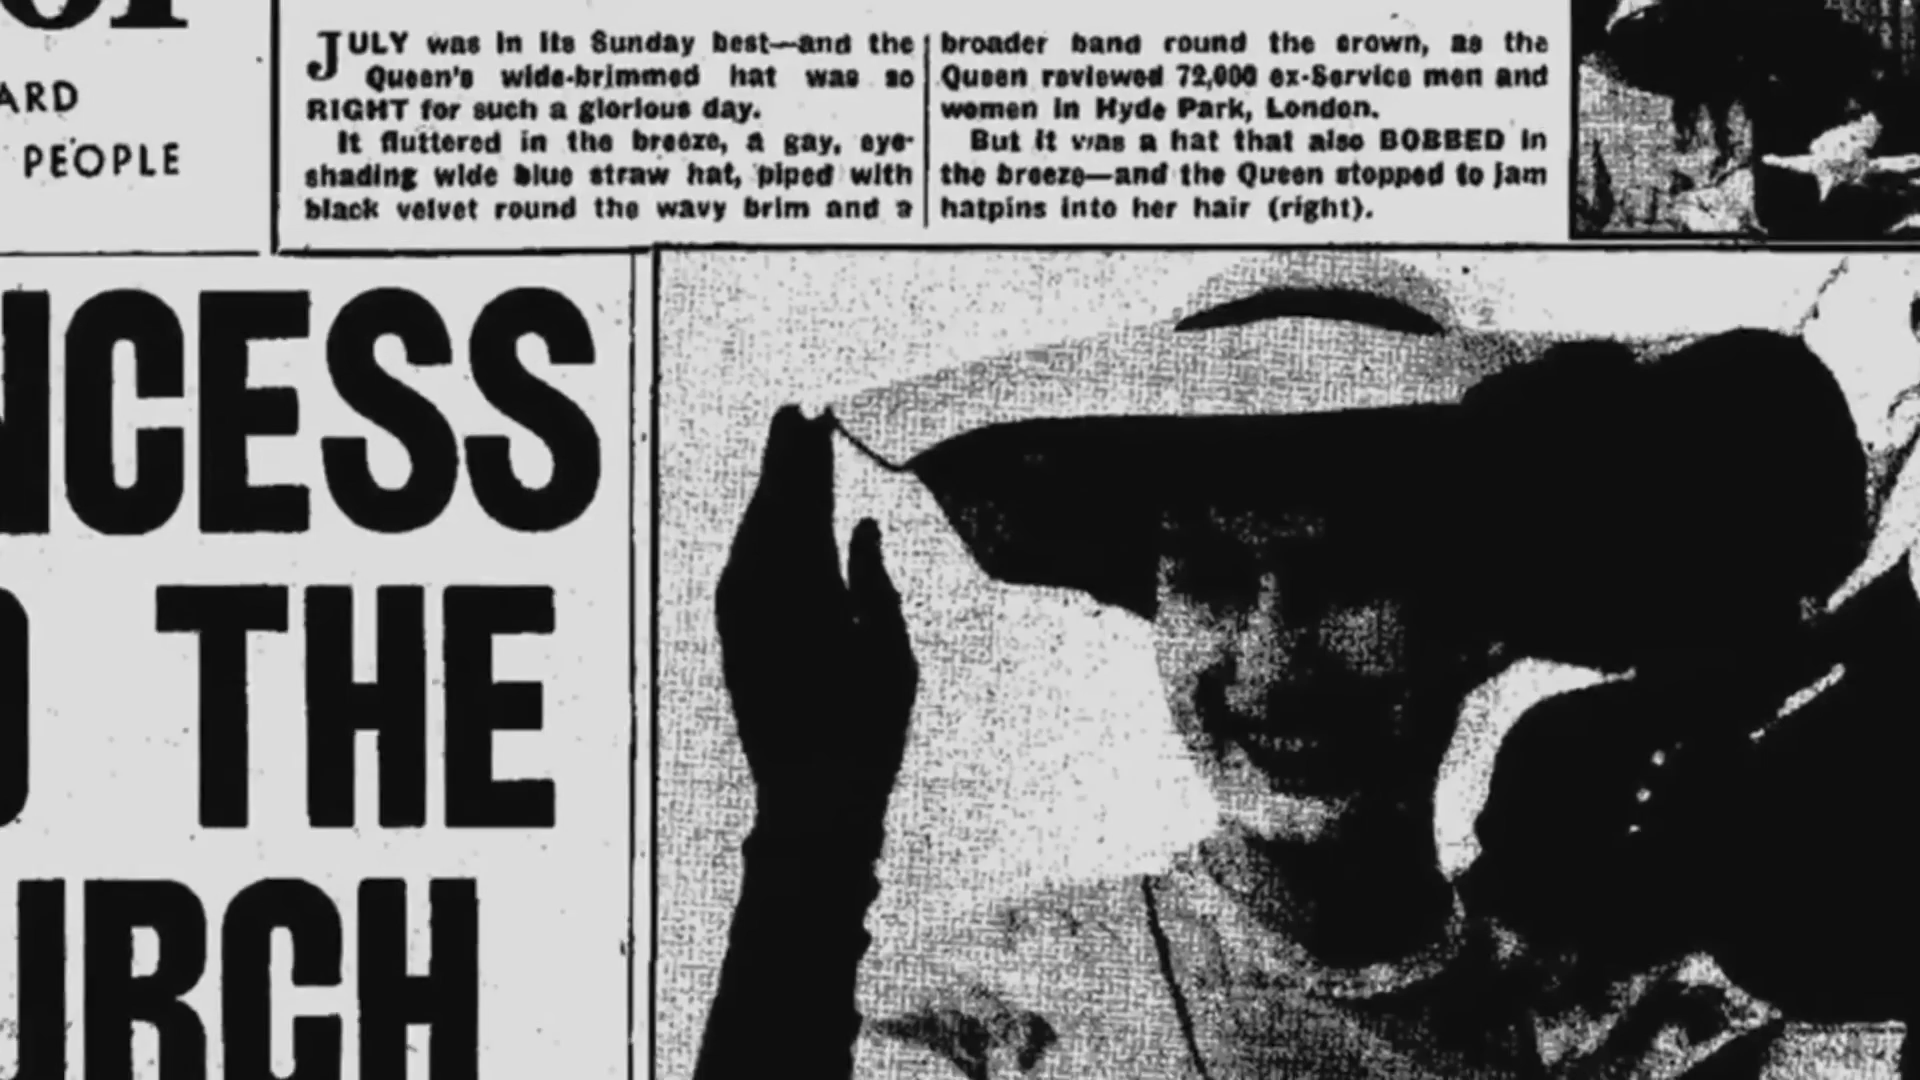 ARD
PEOPLE
JULY was in its Sunday best—and the
Queen's wide-brimmed hat was so
RIGHT for such a glorious day.
It fluttered in the breeze, a gay, eye-
shading wide blue straw hat, piped with
black velvet round the wavy brim and a
broader band round the crown, as the
Queen reviewed 72,000 ex-Service men and
women in Hyde Park, London.
But it was a hat that also BOBBED in
the breeze—and the Queen stopped to jam
hatpins into her hair (right).
NCESS
THE
URCH